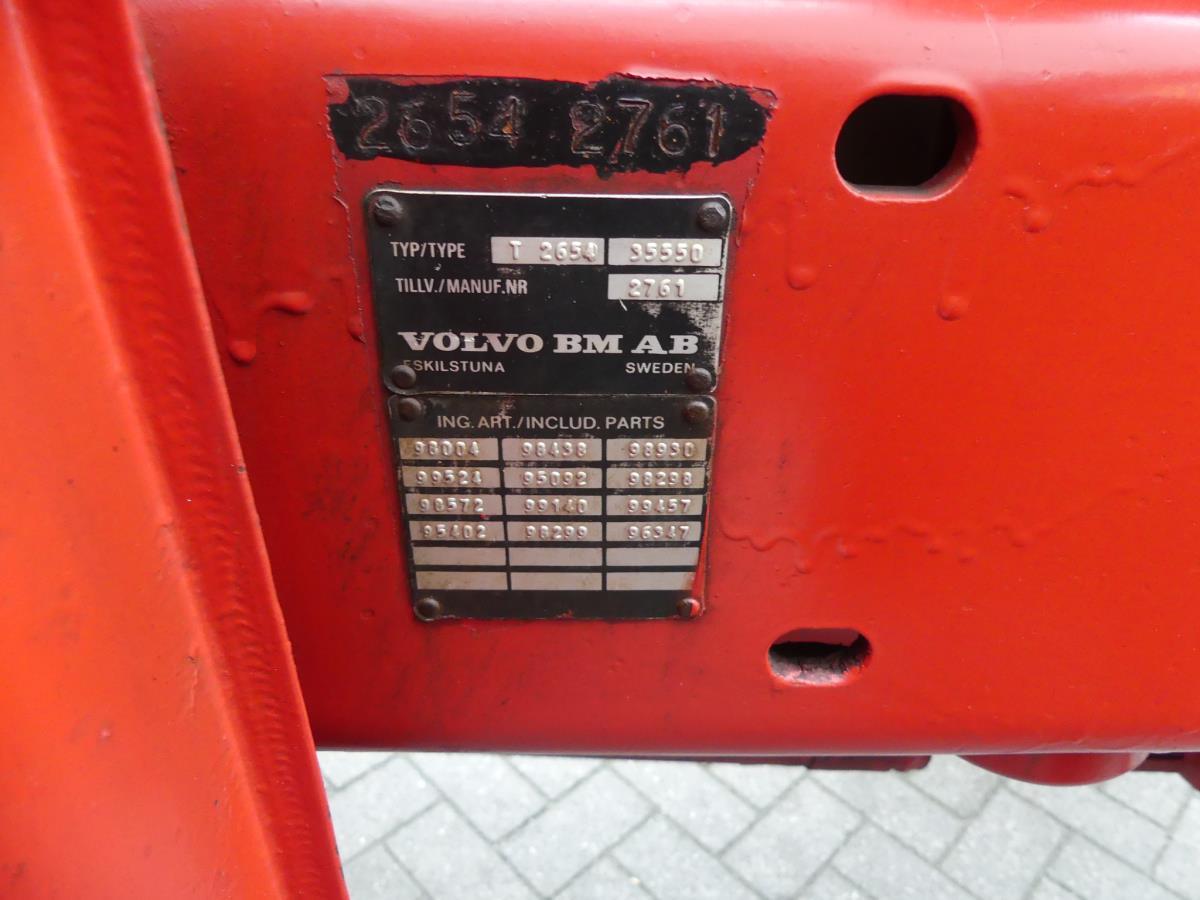 2654 2761
TYP/TYPE T 2654 35550
TILLV./MANUF.NR 2761
VOLVO BM AB
ESKILSTUNA SWEDEN
ING. ART./INCLUD. PARTS
98004 98438 98930
99524 95092 98298
98572 99140 99457
95402 98299 96347